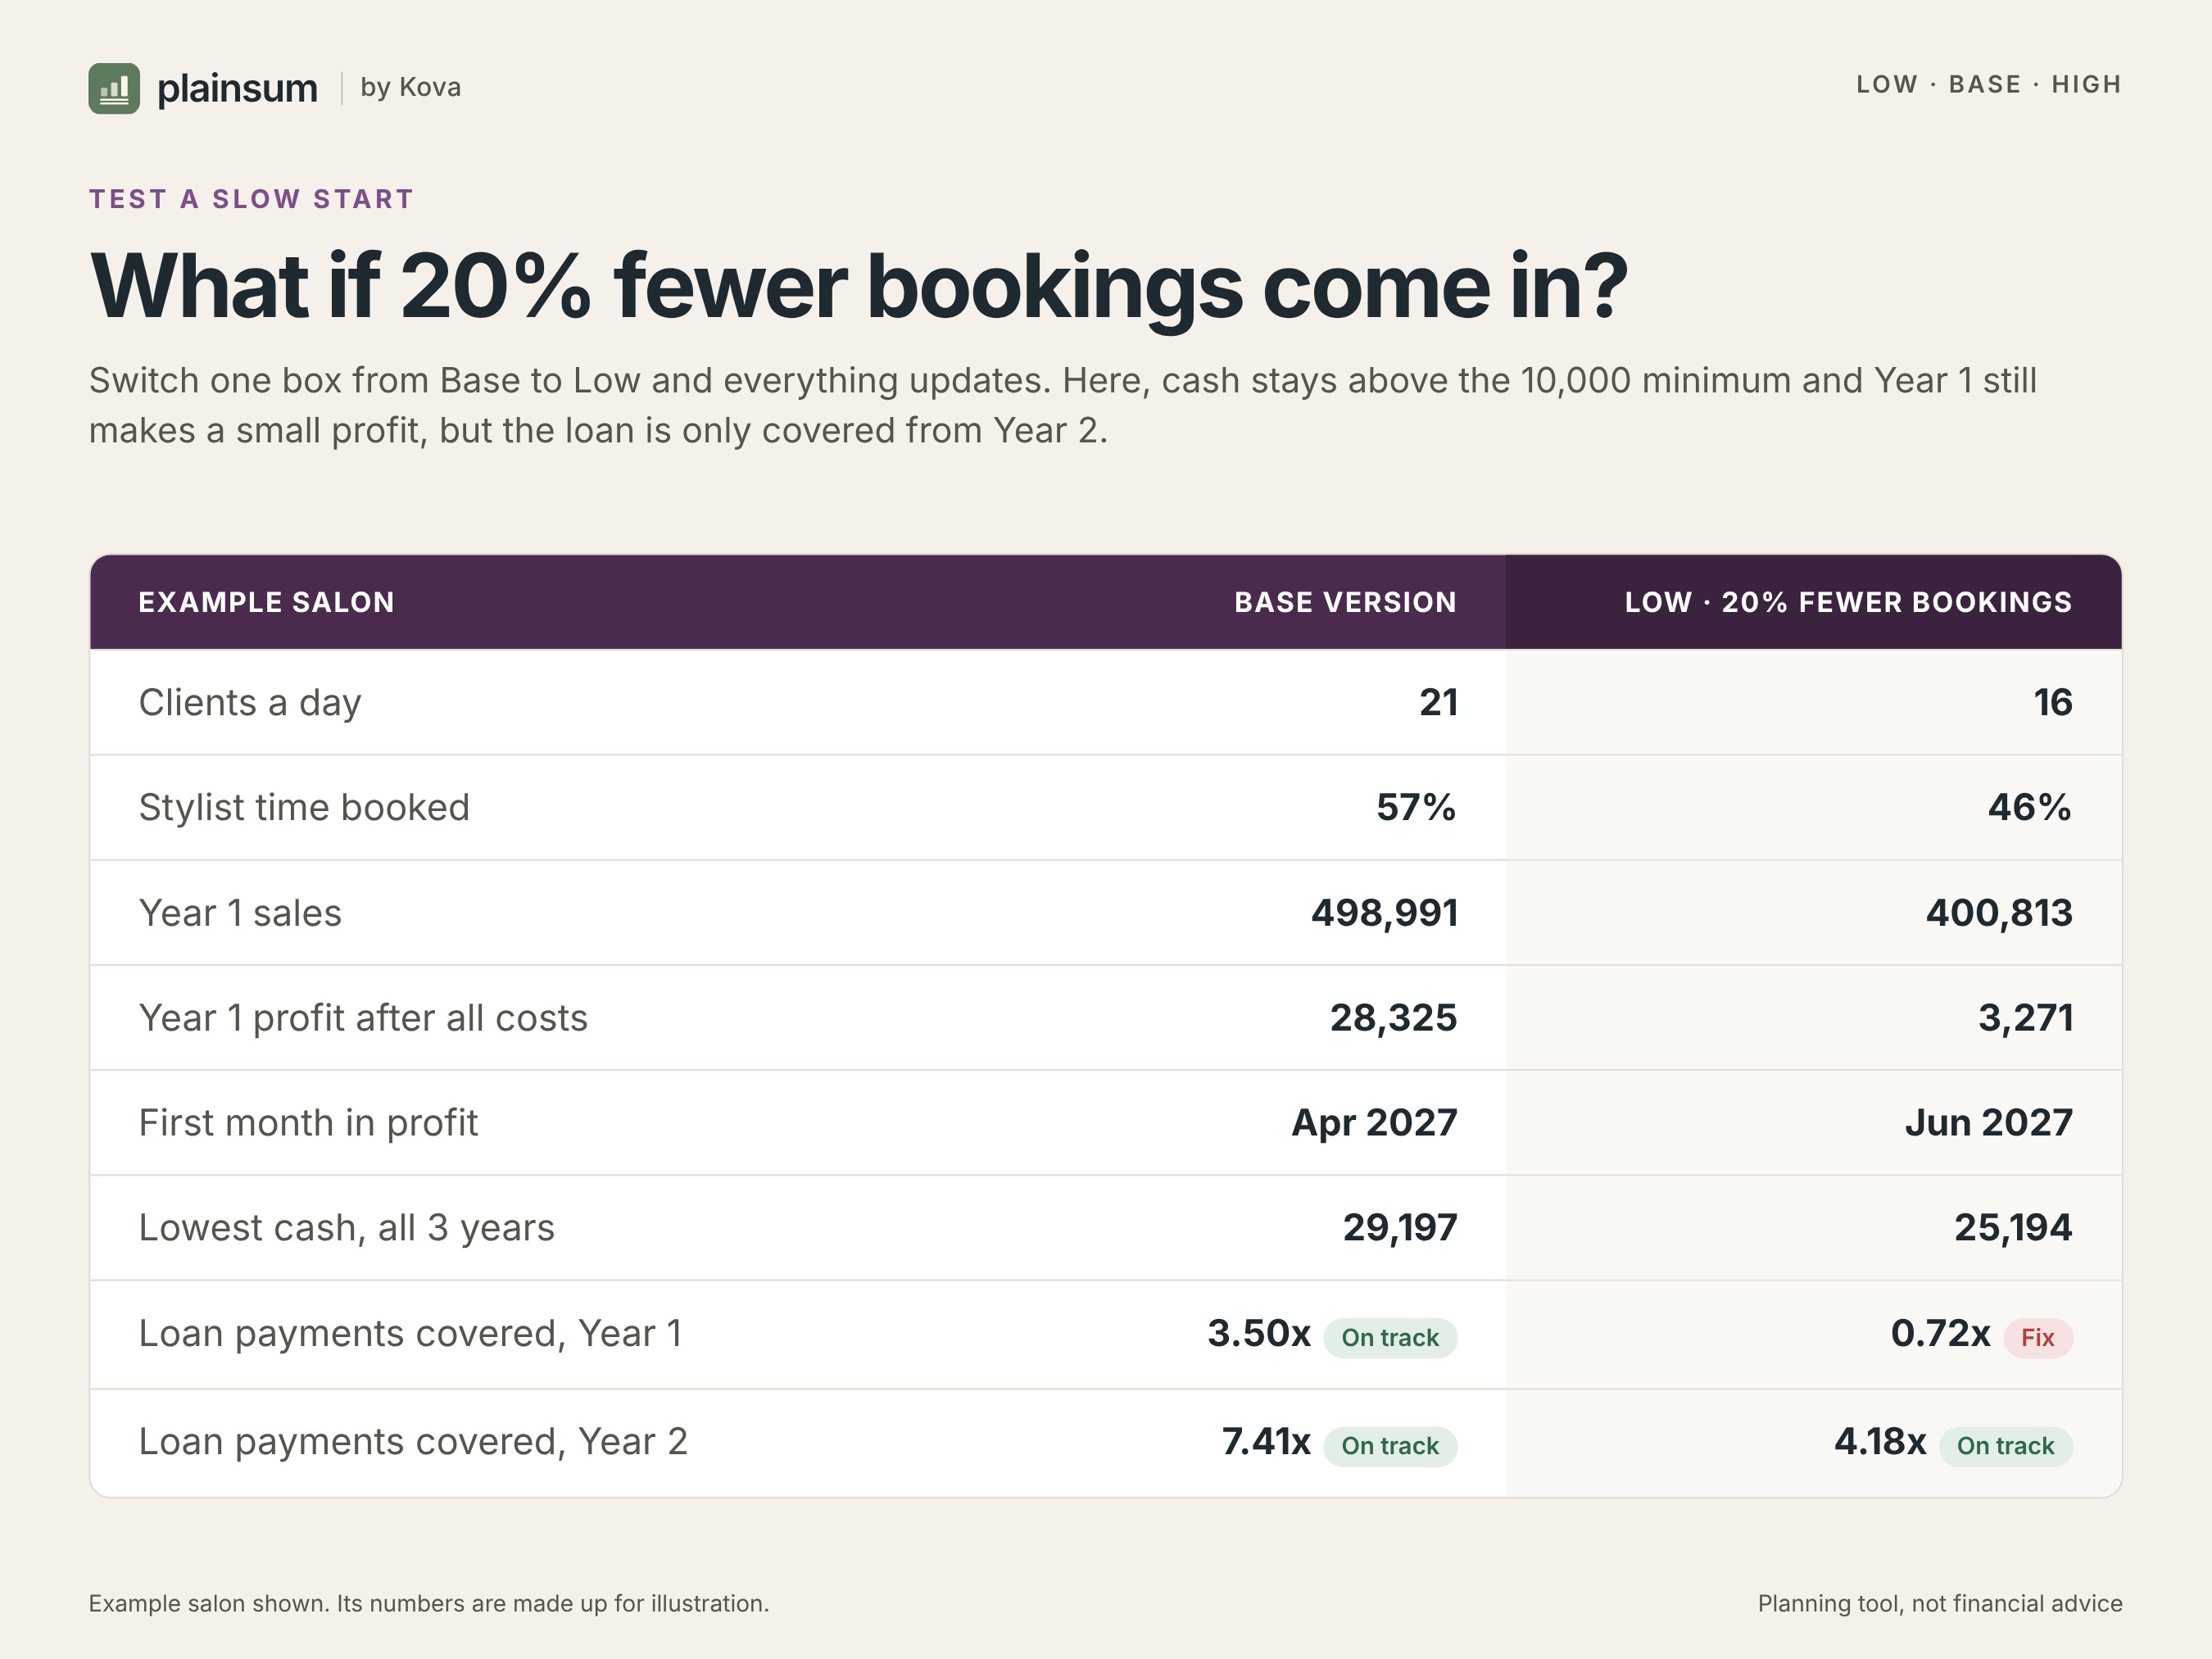 plainsum | by Kova
LOW · BASE · HIGH
TEST A SLOW START
What if 20% fewer bookings come in?
Switch one box from Base to Low and everything updates. Here, cash stays above the 10,000 minimum and Year 1 still
makes a small profit, but the loan is only covered from Year 2.
EXAMPLE SALON BASE VERSION LOW · 20% FEWER BOOKINGS
Clients a day 21 16
Stylist time booked 57% 46%
Year 1 sales 498,991 400,813
Year 1 profit after all costs 28,325 3,271
First month in profit Apr 2027 Jun 2027
Lowest cash, all 3 years 29,197 25,194
Loan payments covered, Year 1 3.50x On track 0.72x Fix
Loan payments covered, Year 2 7.41x On track 4.18x On track
Example salon shown. Its numbers are made up for illustration.
Planning tool, not financial advice